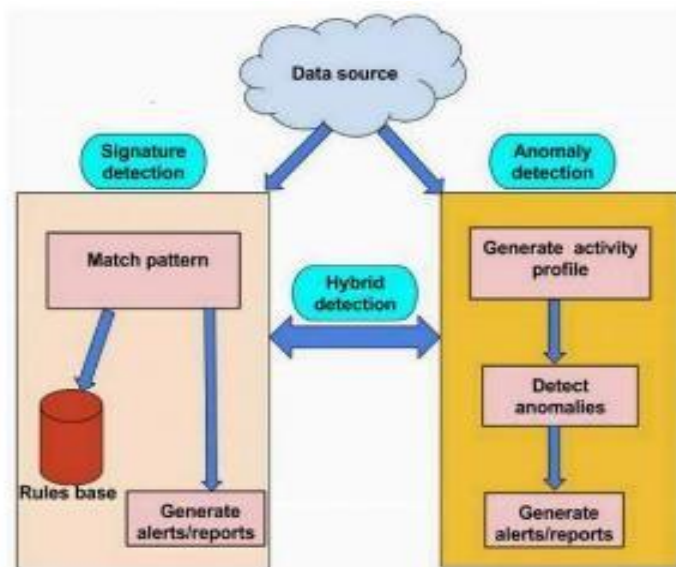 Data source
Signature
detection
Anomaly
detection
Match pattern
Generate activity
profile
Hybrid
detection
Detect
anomalies
Rules base
Generate
alerts/reports
Generate
alerts/reports